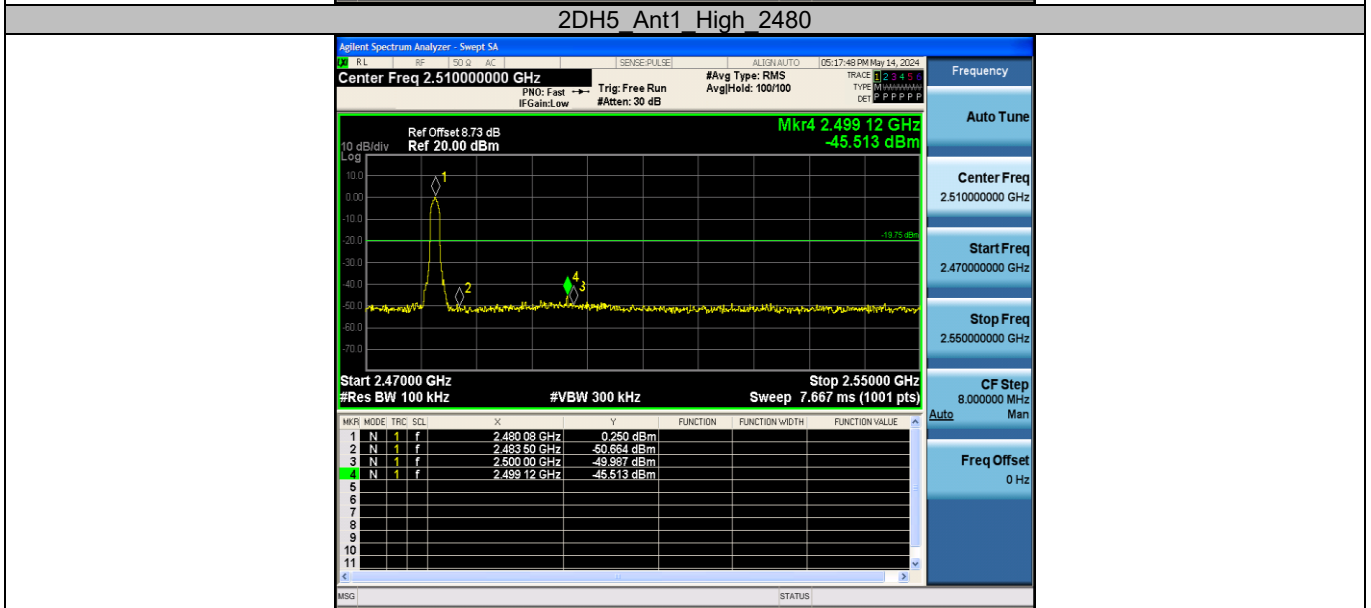 2DH5_Ant1_High_2480
Agilent Spectrum Analyzer - Swept SA
LXI RL RF 50 Ω AC SENSE:PULSE ALIGN AUTO 05:17:48 PM May 14, 2024
Center Freq 2.510000000 GHz
PNO: Fast
IFGain:Low
Trig: Free Run
#Atten: 30 dB
#Avg Type: RMS
Avg|Hold: 100/100
TRACE 1 2 3 4 5 6
TYPE M WWWWW
DET P P P P P P
Ref Offset 8.73 dB
10 dB/div Ref 20.00 dBm
Log
Mkr4 2.499 12 GHz
-45.513 dBm
10.0
0.00
-10.0
-20.0
-30.0
-40.0
-50.0
-60.0
-70.0
-19.75 dBm
1
2
4
3
Start 2.47000 GHz Stop 2.55000 GHz
#Res BW 100 kHz #VBW 300 kHz Sweep 7.667 ms (1001 pts)
MKR MODE TRC SCL X Y FUNCTION FUNCTION WIDTH FUNCTION VALUE
1 N 1 f 2.480 08 GHz 0.250 dBm
2 N 1 f 2.483 50 GHz -50.664 dBm
3 N 1 f 2.500 00 GHz -49.987 dBm
4 N 1 f 2.499 12 GHz -45.513 dBm
5
6
7
8
9
10
11
MSG STATUS
Frequency
Auto Tune
Center Freq
2.510000000 GHz
Start Freq
2.470000000 GHz
Stop Freq
2.550000000 GHz
CF Step
8.000000 MHz
Auto Man
Freq Offset
0 Hz